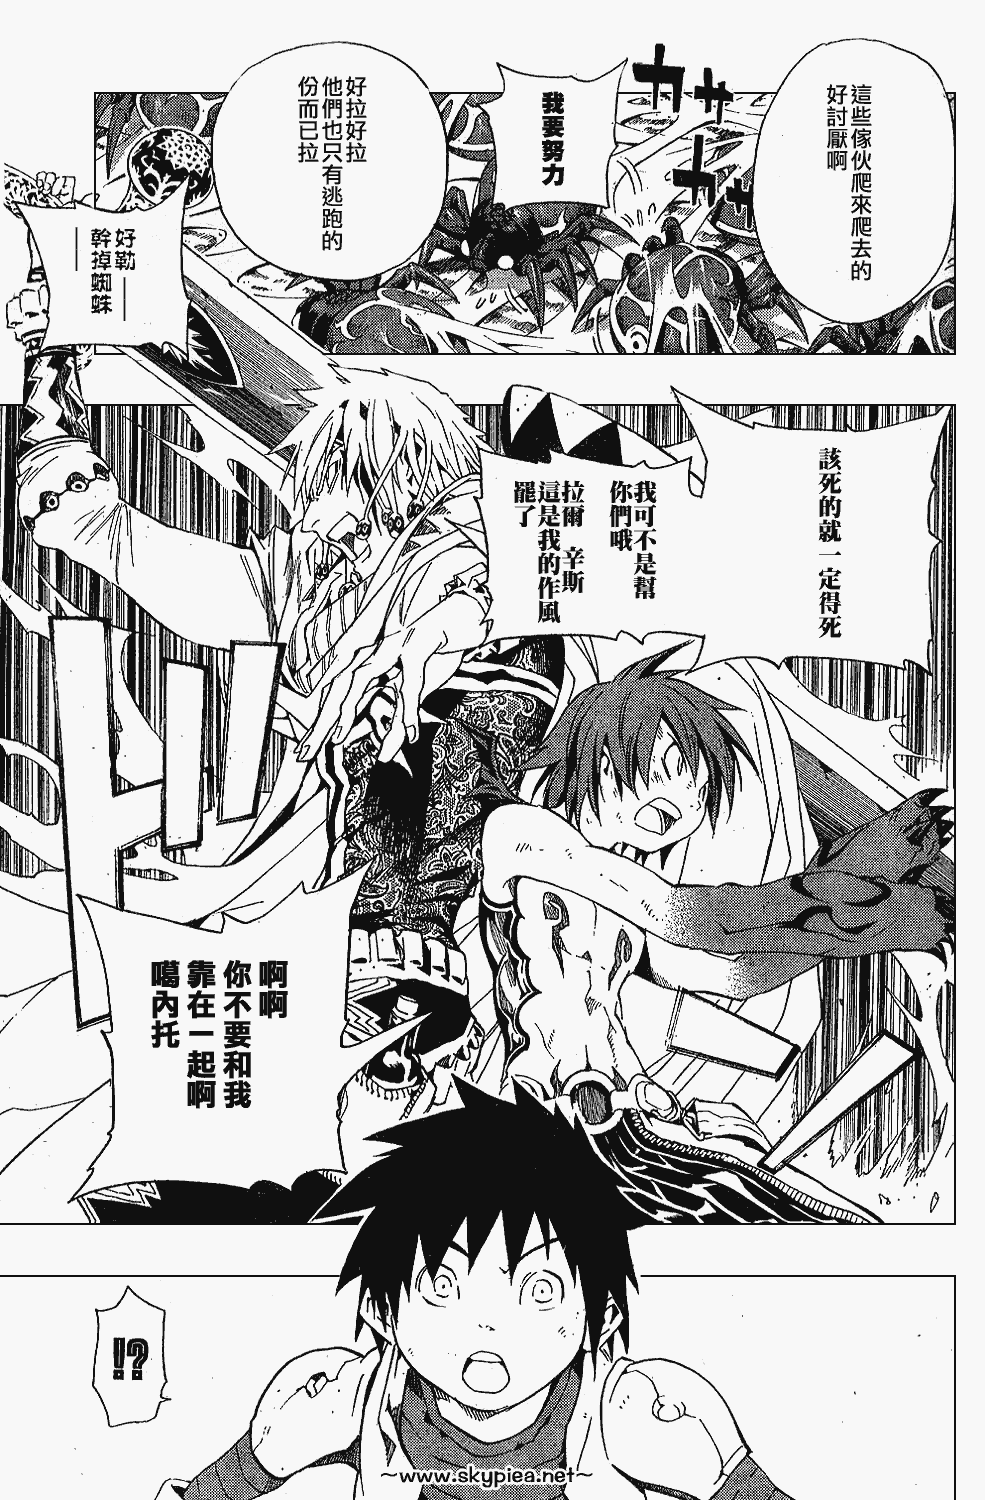 這些傢伙爬來爬去的
好討厭啊
カサ
カサ
我要努力
好拉好拉
他們也只有逃跑的
份而已拉
好勒——
幹掉蜘蛛
——
該死的就一定得死
我可不是幫
你們哦
拉爾 辛斯
這是我的作風
罷了
啊啊
你不要和我
靠在一起啊
噶內托
!?
~www.skypiea.net~